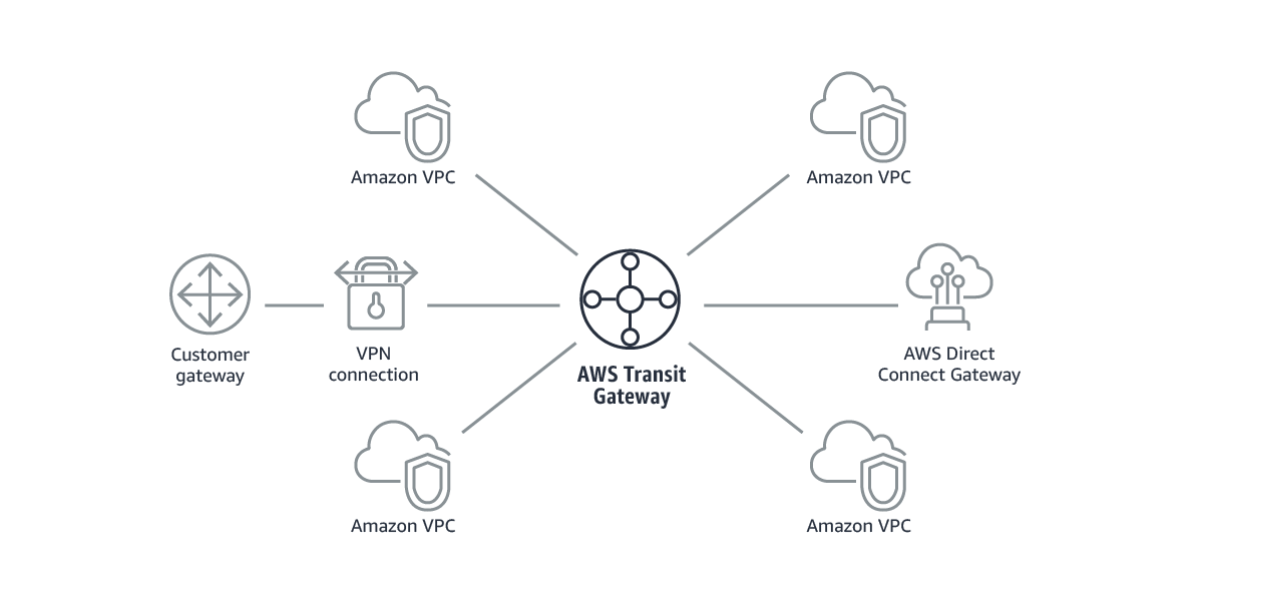 Amazon VPC
Amazon VPC
Customer
gateway
VPN
connection
AWS Transit
Gateway
AWS Direct
Connect Gateway
Amazon VPC
Amazon VPC